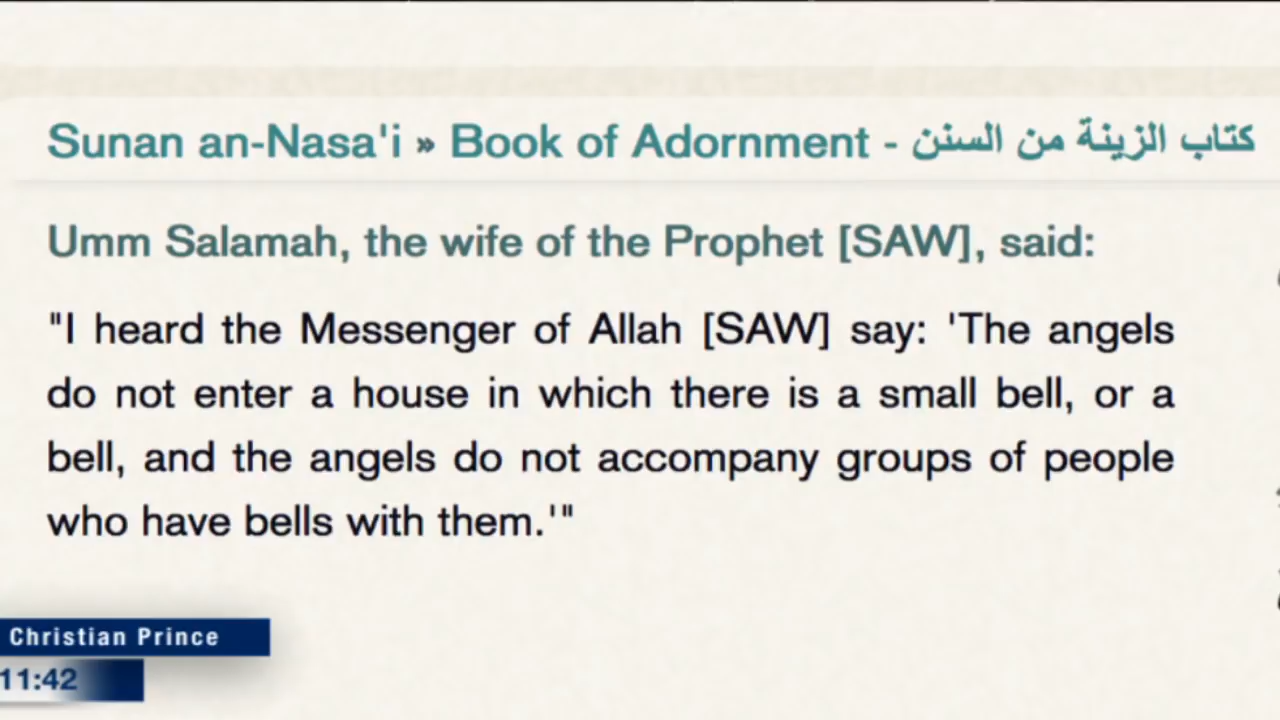 Sunan an-Nasa'i » Book of Adornment - كتاب الزينة من السنن
Umm Salamah, the wife of the Prophet [SAW], said:
"I heard the Messenger of Allah [SAW] say: 'The angels
do not enter a house in which there is a small bell, or a
bell, and the angels do not accompany groups of people
who have bells with them.'"
Christian Prince
11:42